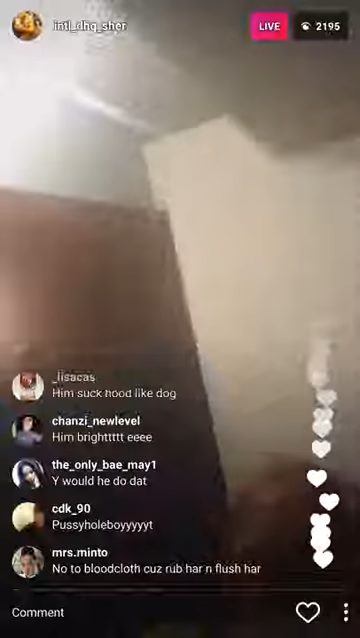 intl_dhg_sher
LIVE
2195
_lisacas
Him suck hood like dog
chanzi_newlevel
Him brighttttt eeee
the_only_bae_may1
Y would he do dat
cdk_90
Pussyholeboyyyyyt
mrs.minto
No to bloodcloth cuz rub har n flush har
Comment